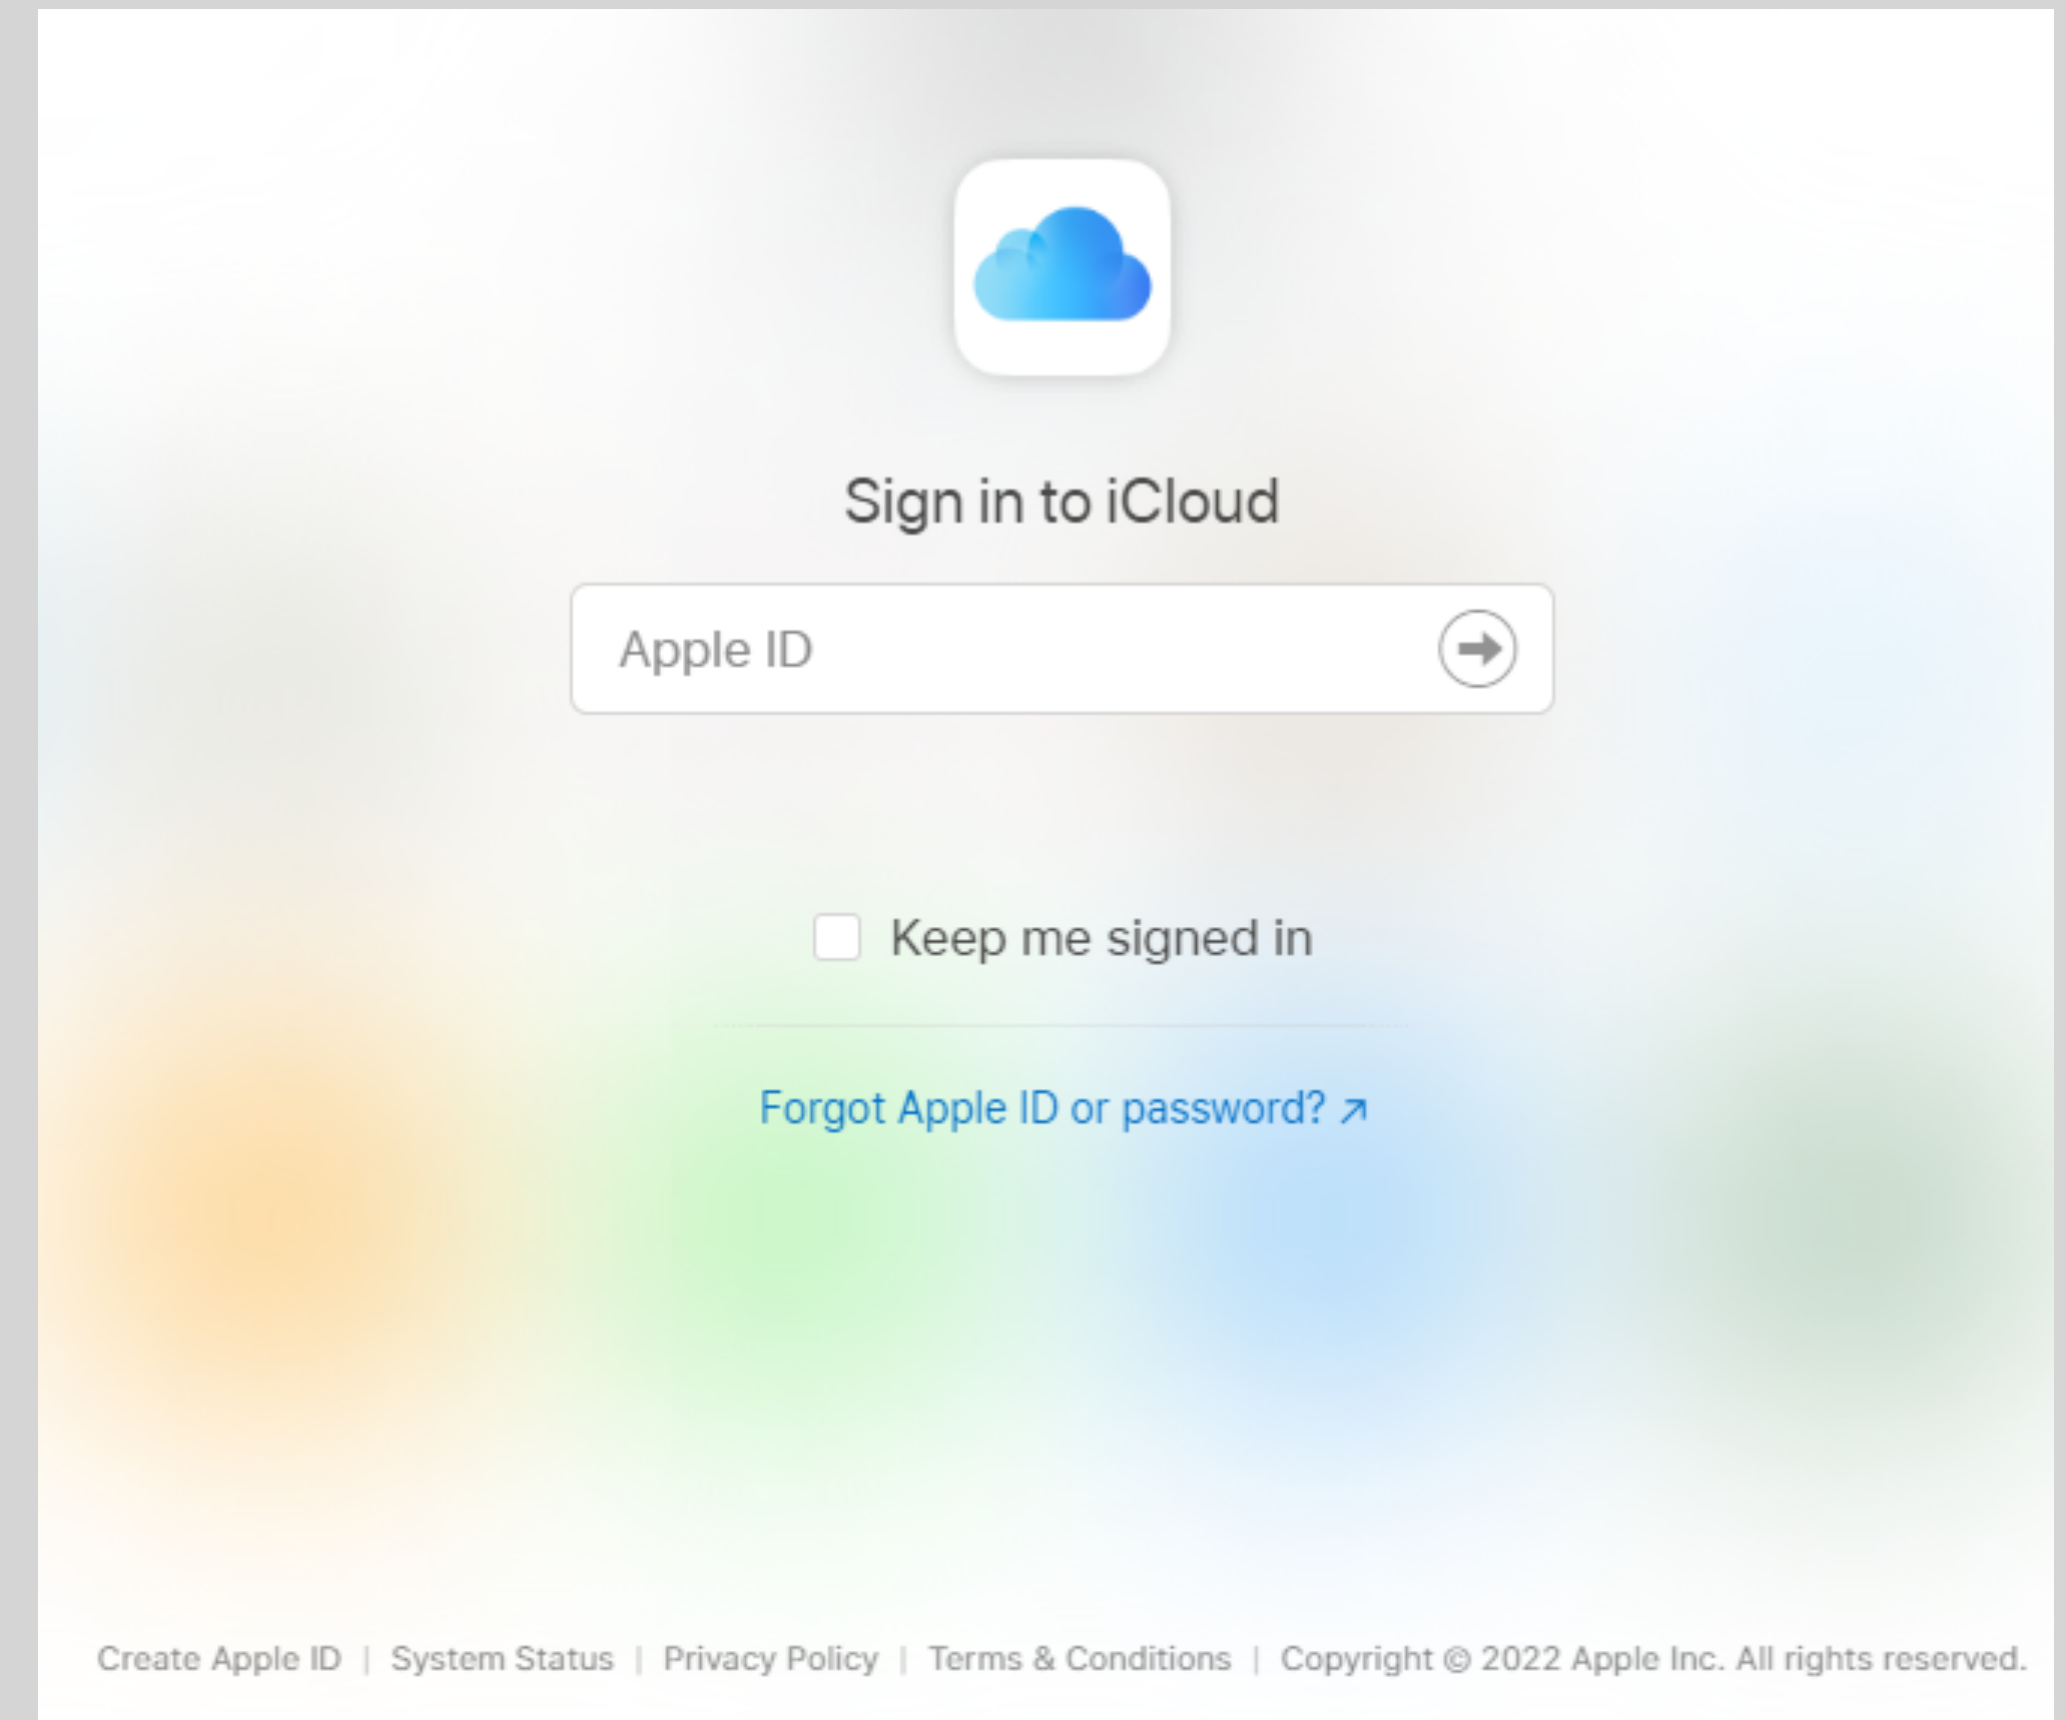 Sign in to iCloud
Apple ID
Keep me signed in
Forgot Apple ID or password? ↗
Create Apple ID | System Status | Privacy Policy | Terms & Conditions | Copyright © 2022 Apple Inc. All rights reserved.